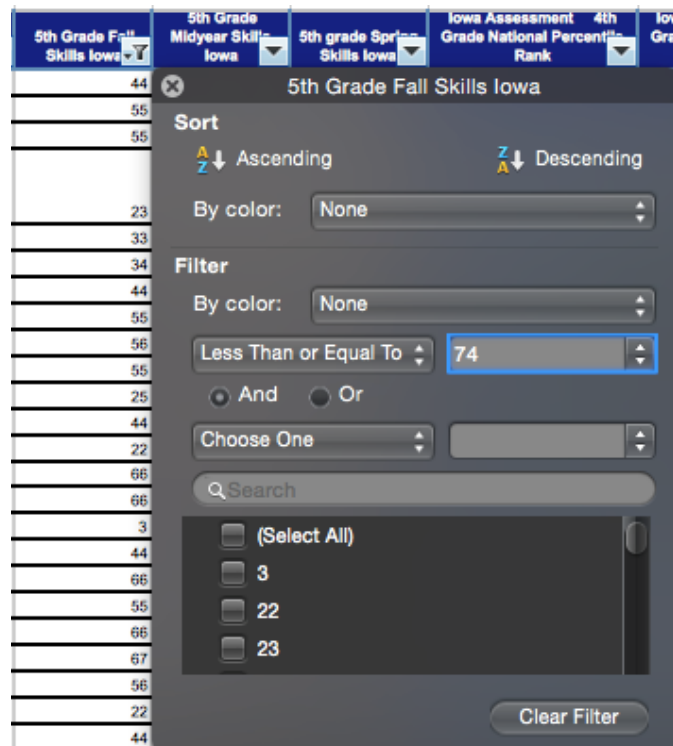 5th Grade Fall
Skills Iowa
5th Grade
Midyear Skills
Iowa
5th grade Spring
Skills Iowa
Iowa Assessment 4th
Grade National Percentile
Rank
44
55
55
23
33
34
44
55
56
55
25
44
22
66
66
3
44
66
55
66
67
56
22
44
5th Grade Fall Skills Iowa
Sort
Ascending
Descending
By color: None
Filter
By color: None
Less Than or Equal To 74
And Or
Choose One
Search
(Select All)
3
22
23
Clear Filter